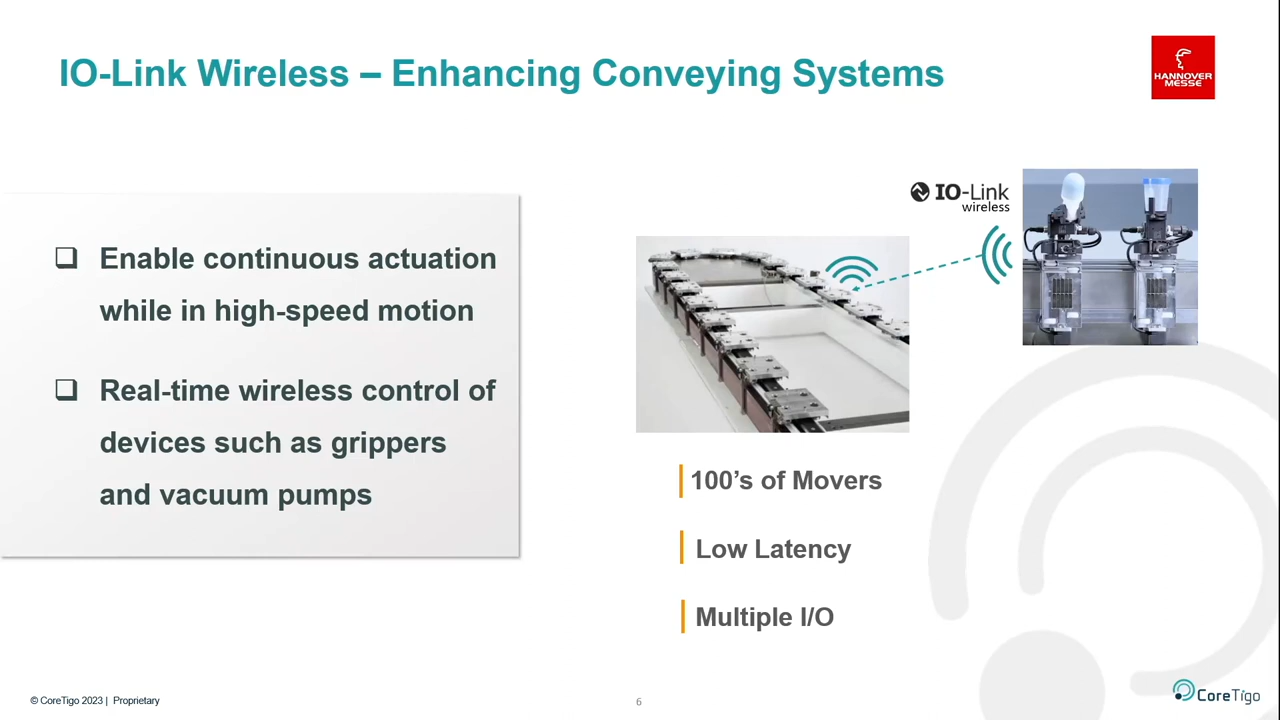 IO-Link Wireless – Enhancing Conveying Systems
HANNOVER
MESSE
❑ Enable continuous actuation
while in high-speed motion
❑ Real-time wireless control of
devices such as grippers
and vacuum pumps
IO-Link
wireless
100’s of Movers
Low Latency
Multiple I/O
© CoreTigo 2023 | Proprietary
6
CoreTigo